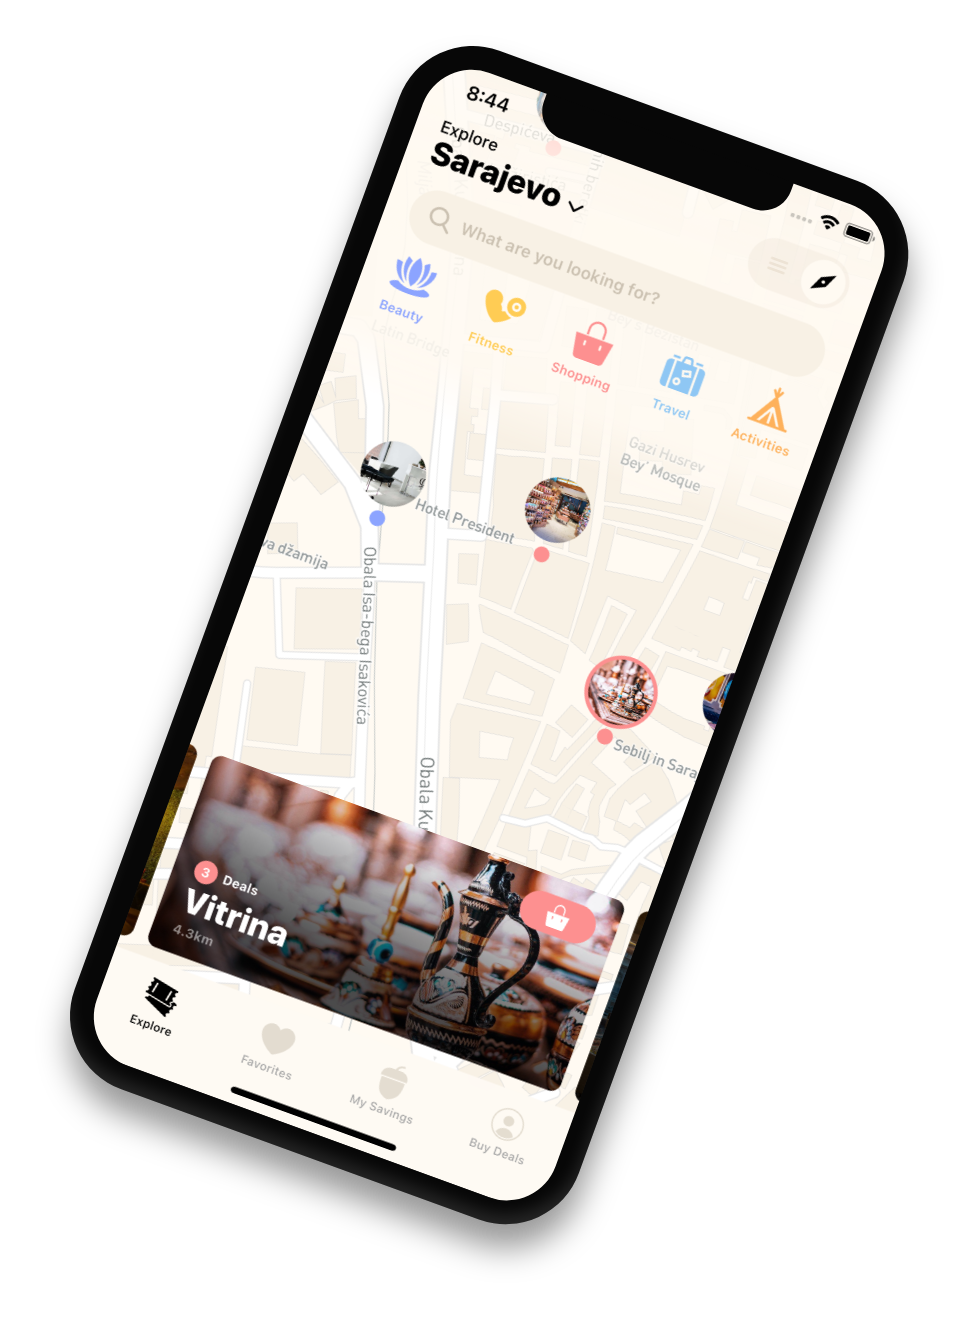 8:44
Despićeva
Explore
Sarajevo
What are you looking for?
Beauty
Fitness
Shopping
Travel
Activities
Latin Bridge
Gazi Husrev
Bey' Mosque
Hotel President
va džamija
Obala Isa-bega Isakovića
Sebilj in Sara
Obala Ku
3 Deals
Vitrina
4.3km
Explore
Favorites
My Savings
Buy Deals